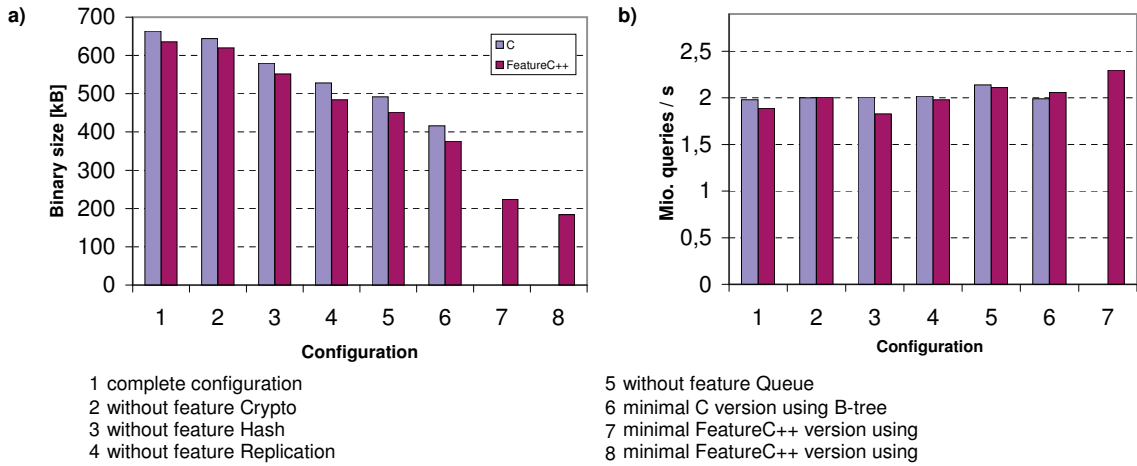 a)
700
600
500
400
300
200
100
0
Binary size [kB]
C
FeatureC++
1 2 3 4 5 6 7 8
Configuration
b)
2,5
2
1,5
1
0,5
0
Mio. queries / s
1 2 3 4 5 6 7
Configuration
1 complete configuration
2 without feature Crypto
3 without feature Hash
4 without feature Replication
5 without feature Queue
6 minimal C version using B-tree
7 minimal FeatureC++ version using
8 minimal FeatureC++ version using